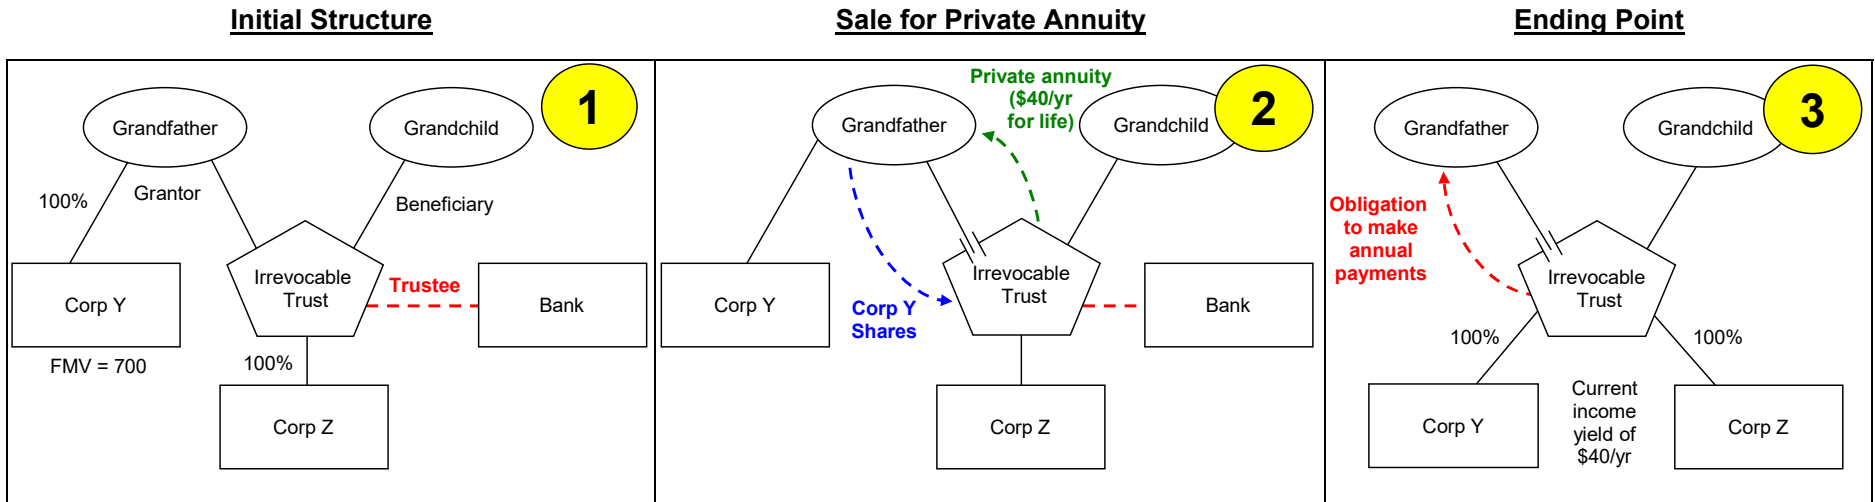 Initial Structure
Sale for Private Annuity
Ending Point
1
Grandfather
Grandchild
100%
Grantor
Beneficiary
Irrevocable
Trust
Trustee
Corp Y
Bank
FMV = 700
100%
Corp Z
2
Private annuity
($40/yr
for life)
Grandfather
Grandchild
Irrevocable
Trust
Corp Y
Corp Y
Shares
Bank
Corp Z
3
Grandfather
Grandchild
Obligation
to make
annual
payments
Irrevocable
Trust
100%
100%
Corp Y
Current
income
yield of
$40/yr
Corp Z